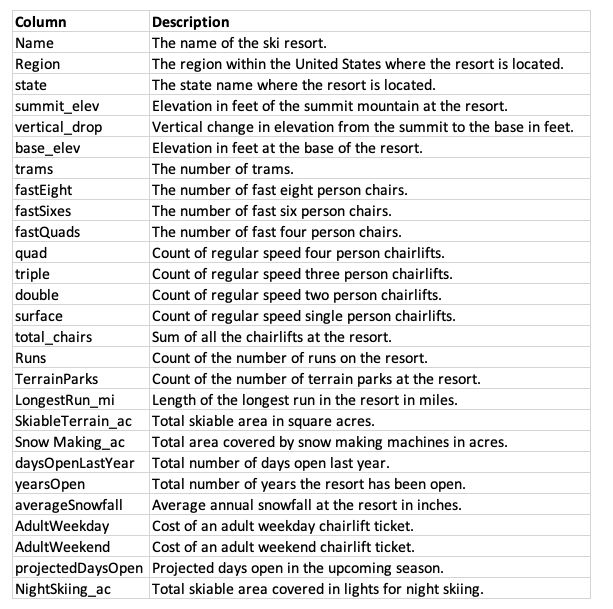 Column Description
Name The name of the ski resort.
Region The region within the United States where the resort is located.
state The state name where the resort is located.
summit_elev Elevation in feet of the summit mountain at the resort.
vertical_drop Vertical change in elevation from the summit to the base in feet.
base_elev Elevation in feet at the base of the resort.
trams The number of trams.
fastEight The number of fast eight person chairs.
fastSixes The number of fast six person chairs.
fastQuads The number of fast four person chairs.
quad Count of regular speed four person chairlifts.
triple Count of regular speed three person chairlifts.
double Count of regular speed two person chairlifts.
surface Count of regular speed single person chairlifts.
total_chairs Sum of all the chairlifts at the resort.
Runs Count of the number of runs on the resort.
TerrainParks Count of the number of terrain parks at the resort.
LongestRun_mi Length of the longest run in the resort in miles.
SkiableTerrain_ac Total skiable area in square acres.
Snow Making_ac Total area covered by snow making machines in acres.
daysOpenLastYear Total number of days open last year.
yearsOpen Total number of years the resort has been open.
averageSnowfall Average annual snowfall at the resort in inches.
AdultWeekday Cost of an adult weekday chairlift ticket.
AdultWeekend Cost of an adult weekend chairlift ticket.
projectedDaysOpen Projected days open in the upcoming season.
NightSkiing_ac Total skiable area covered in lights for night skiing.